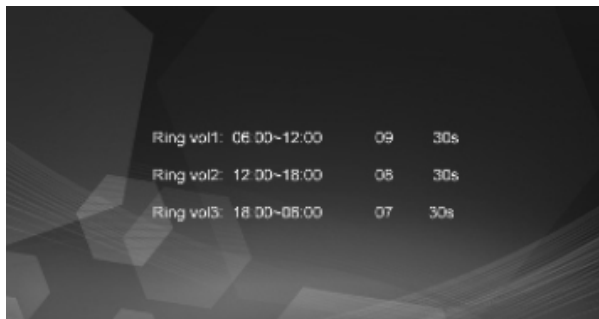 Ring vol1: 06:00~12:00 09 30s
Ring vol2: 12:00~18:00 08 30s
Ring vol3: 18:00~06:00 07 30s